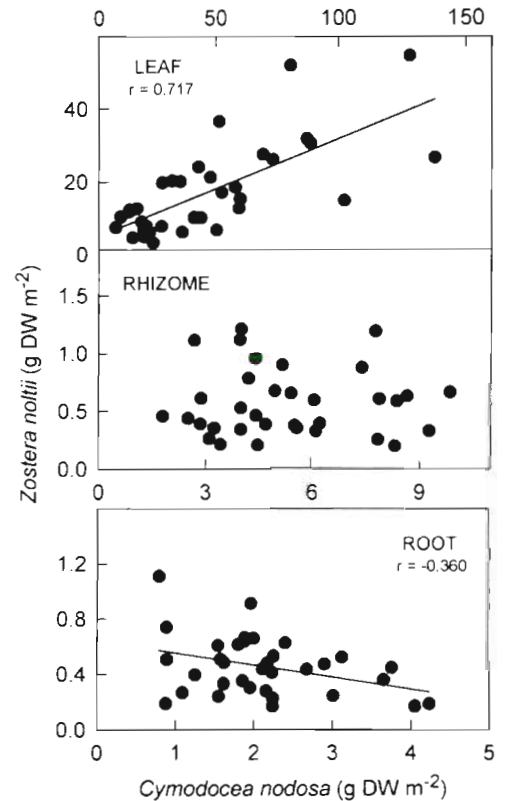 0 50 100 150
LEAF
r = 0.717
40
20
0
Zostera noltii (g DW m-2)
RHIZOME
1.5
1.0
0.5
0.0
0 3 6 9
ROOT
r = -0.360
1.2
0.8
0.4
0.0
0 1 2 3 4 5
Cymodocea nodosa (g DW m-2)